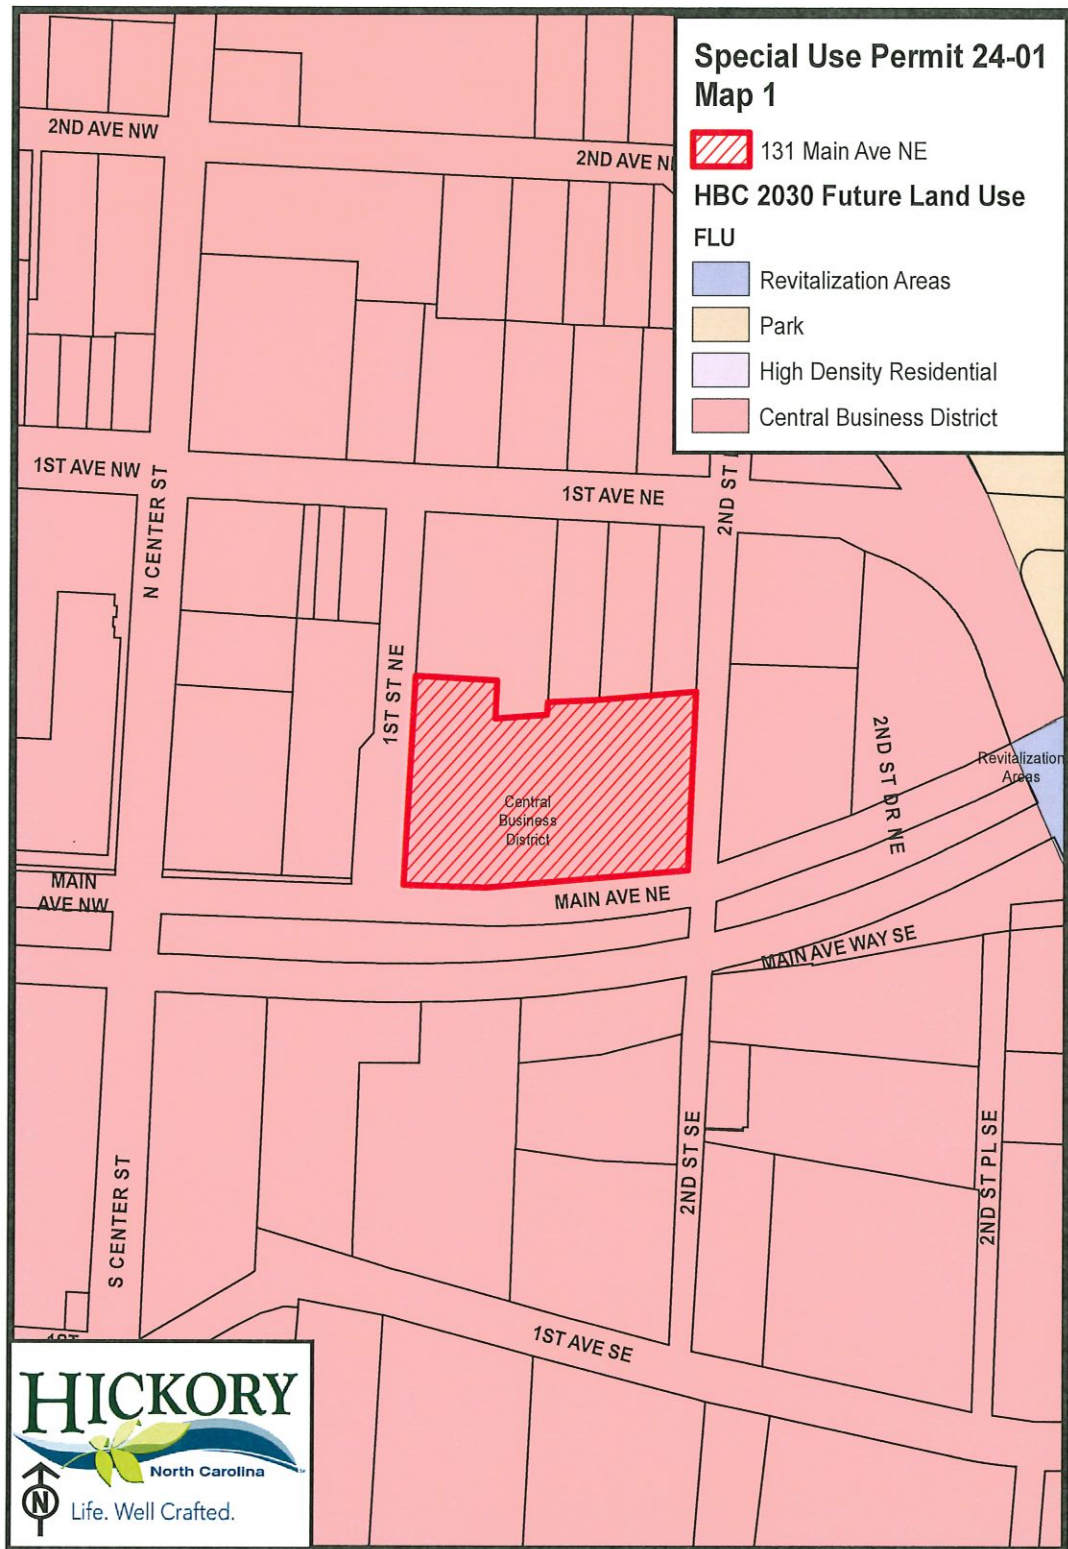 Special Use Permit 24-01
Map 1
131 Main Ave NE
HBC 2030 Future Land Use
FLU
Revitalization Areas
Park
High Density Residential
Central Business District
2ND AVE NW
2ND AVE N
1ST AVE NW
N CENTER ST
1ST AVE NE
2ND ST
1ST ST NE
2ND ST DR NE
Revitalization
Areas
Central
Business
District
MAIN
AVE NW
MAIN AVE NE
MAIN AVE WAY SE
S CENTER ST
2ND ST SE
2ND ST PL SE
1ST AVE SE
1ST
HICKORY
North Carolina
N
Life. Well Crafted.